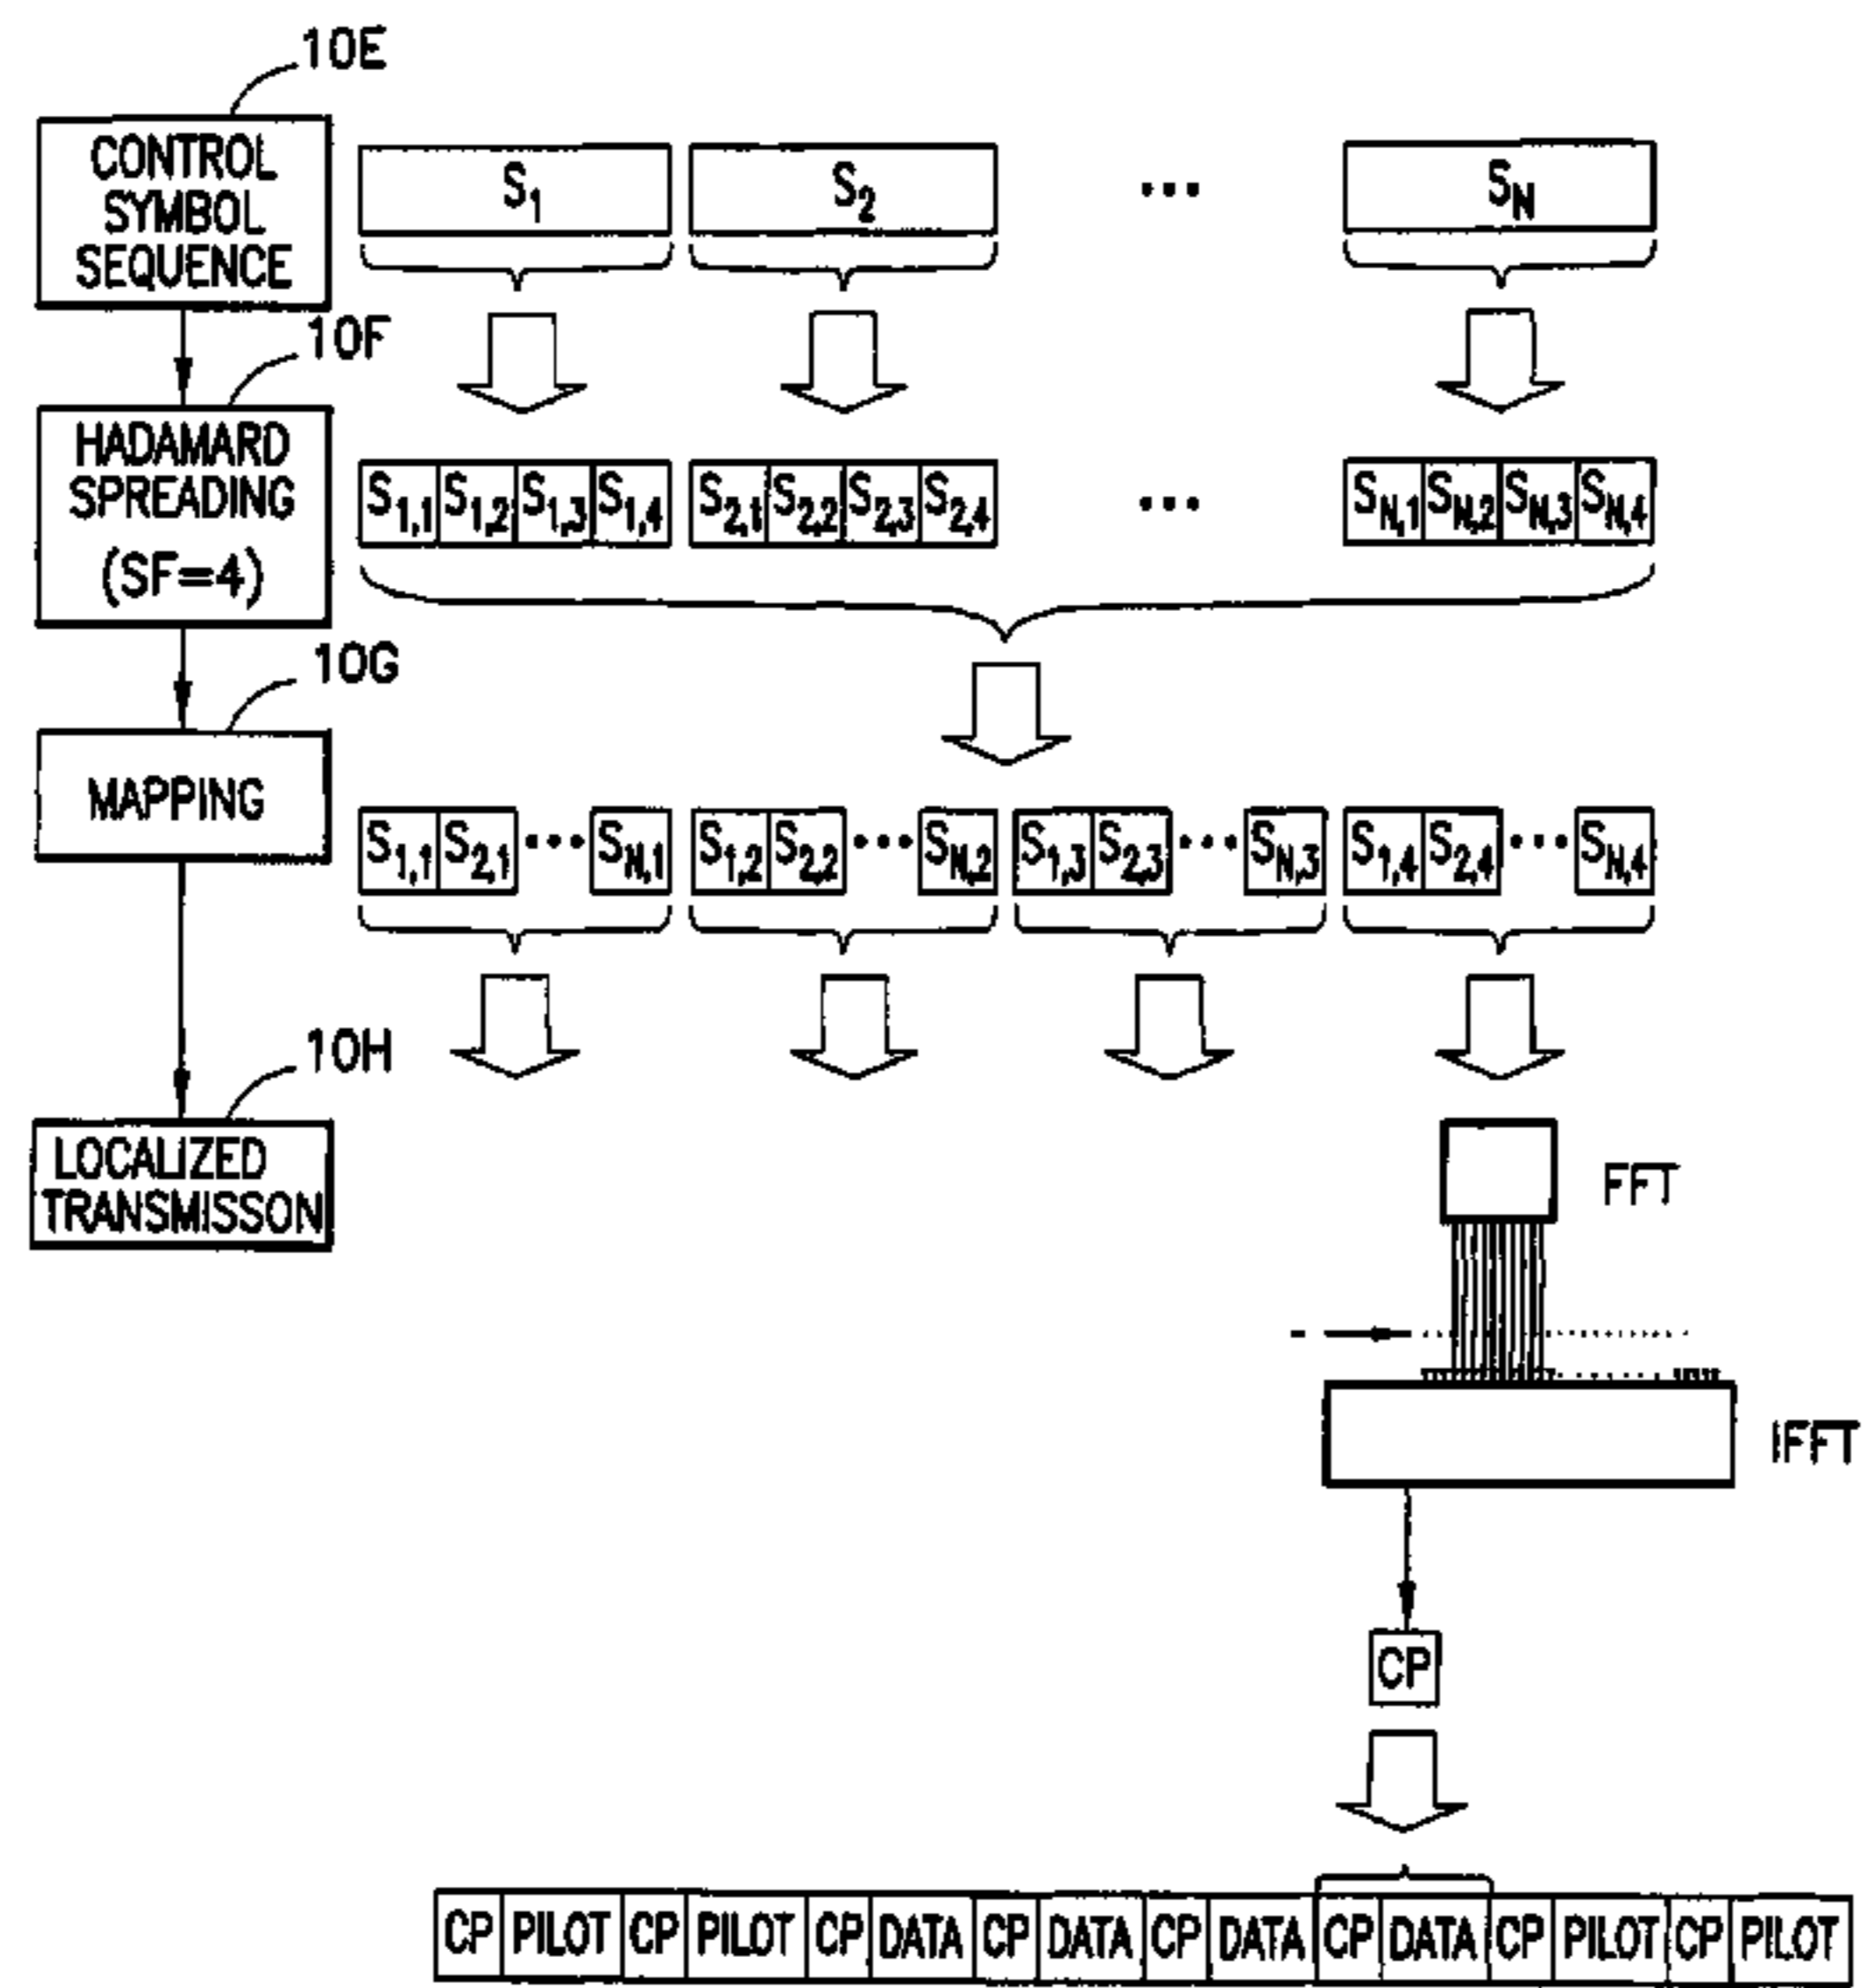 10E
CONTROL
SYMBOL
SEQUENCE
S1 S2 ... SN
10F
HADAMARD
SPREADING
(SF=4)
S1,1 S1,2 S1,3 S1,4 S2,1 S2,2 S2,3 S2,4 ... SN,1 SN,2 SN,3 SN,4
10G
MAPPING
S1,1 S2,1 ... SN,1 S1,2 S2,2 ... SN,2 S1,3 S2,3 ... SN,3 S1,4 S2,4 ... SN,4
10H
LOCALIZED
TRANSMISSON
FFT
IFFT
CP
CP PILOT CP PILOT CP DATA CP DATA CP DATA CP DATA CP PILOT CP PILOT